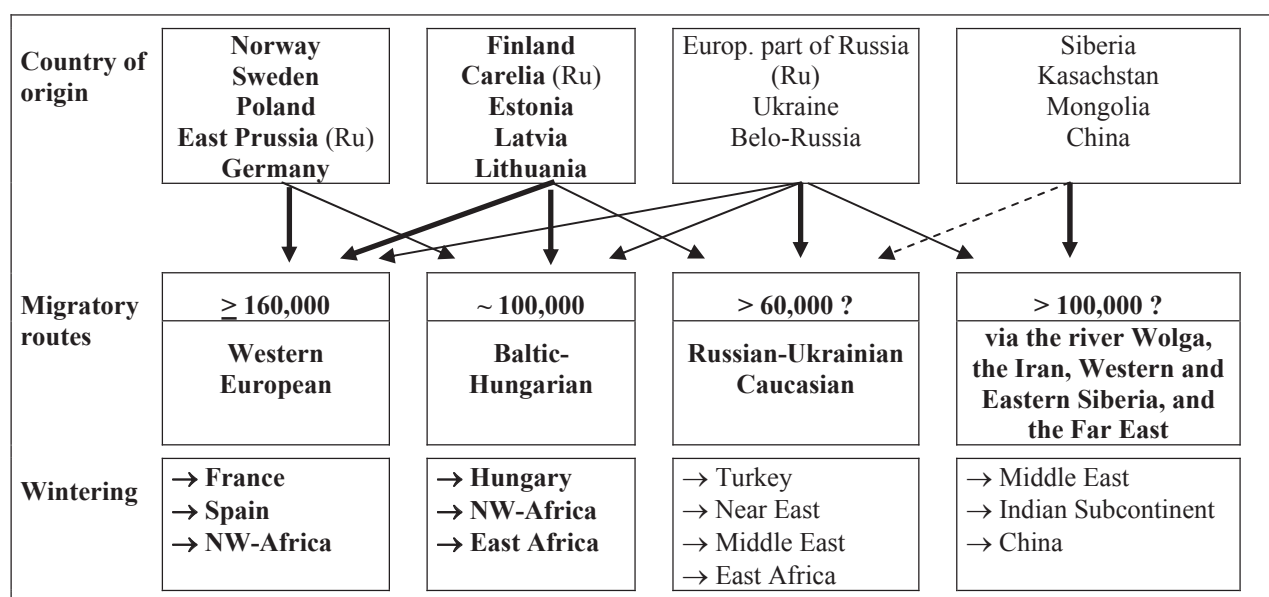 Country of
origin
Norway
Sweden
Poland
East Prussia (Ru)
Germany
Finland
Carelia (Ru)
Estonia
Latvia
Lithuania
Europ. part of Russia
(Ru)
Ukraine
Belo-Russia
Siberia
Kasachstan
Mongolia
China
Migratory
routes
≥ 160,000
Western
European
~ 100,000
Baltic-
Hungarian
> 60,000 ?
Russian-Ukrainian
Caucasian
> 100,000 ?
via the river Wolga,
the Iran, Western and
Eastern Siberia, and
the Far East
Wintering
→ France
→ Spain
→ NW-Africa
→ Hungary
→ NW-Africa
→ East Africa
→ Turkey
→ Near East
→ Middle East
→ East Africa
→ Middle East
→ Indian Subcontinent
→ China